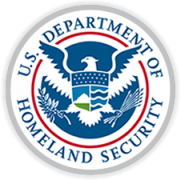 U.S. DEPARTMENT OF
HOMELAND SECURITY